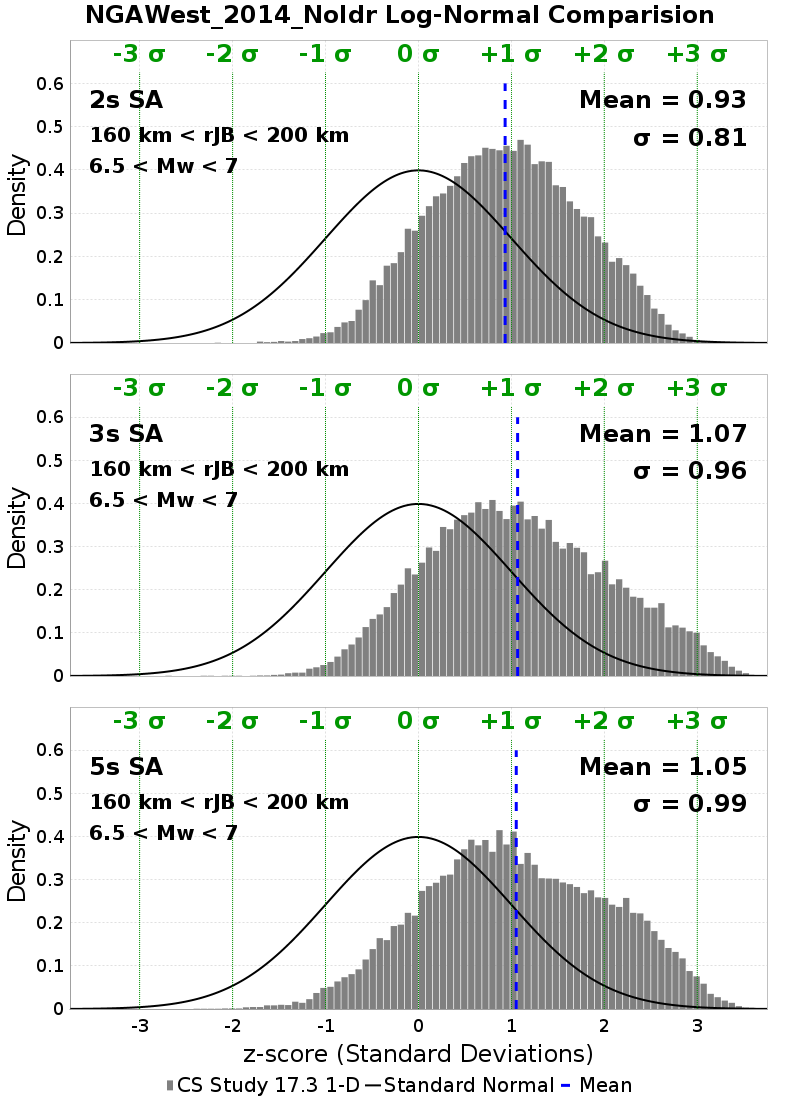 NGAWest_2014_NoIdr Log-Normal Comparision
-3 σ -2 σ -1 σ 0 σ +1 σ +2 σ +3 σ
2s SA
Mean = 0.93
160 km < rJB < 200 km
σ = 0.81
6.5 < Mw < 7
Density
0.6
0.5
0.4
0.3
0.2
0.1
0
-3 σ -2 σ -1 σ 0 σ +1 σ +2 σ +3 σ
3s SA
Mean = 1.07
160 km < rJB < 200 km
σ = 0.96
6.5 < Mw < 7
Density
0.6
0.5
0.4
0.3
0.2
0.1
0
-3 σ -2 σ -1 σ 0 σ +1 σ +2 σ +3 σ
5s SA
Mean = 1.05
160 km < rJB < 200 km
σ = 0.99
6.5 < Mw < 7
Density
0.6
0.5
0.4
0.3
0.2
0.1
0
-3 -2 -1 0 1 2 3
z-score (Standard Deviations)
CS Study 17.3 1-D Standard Normal Mean